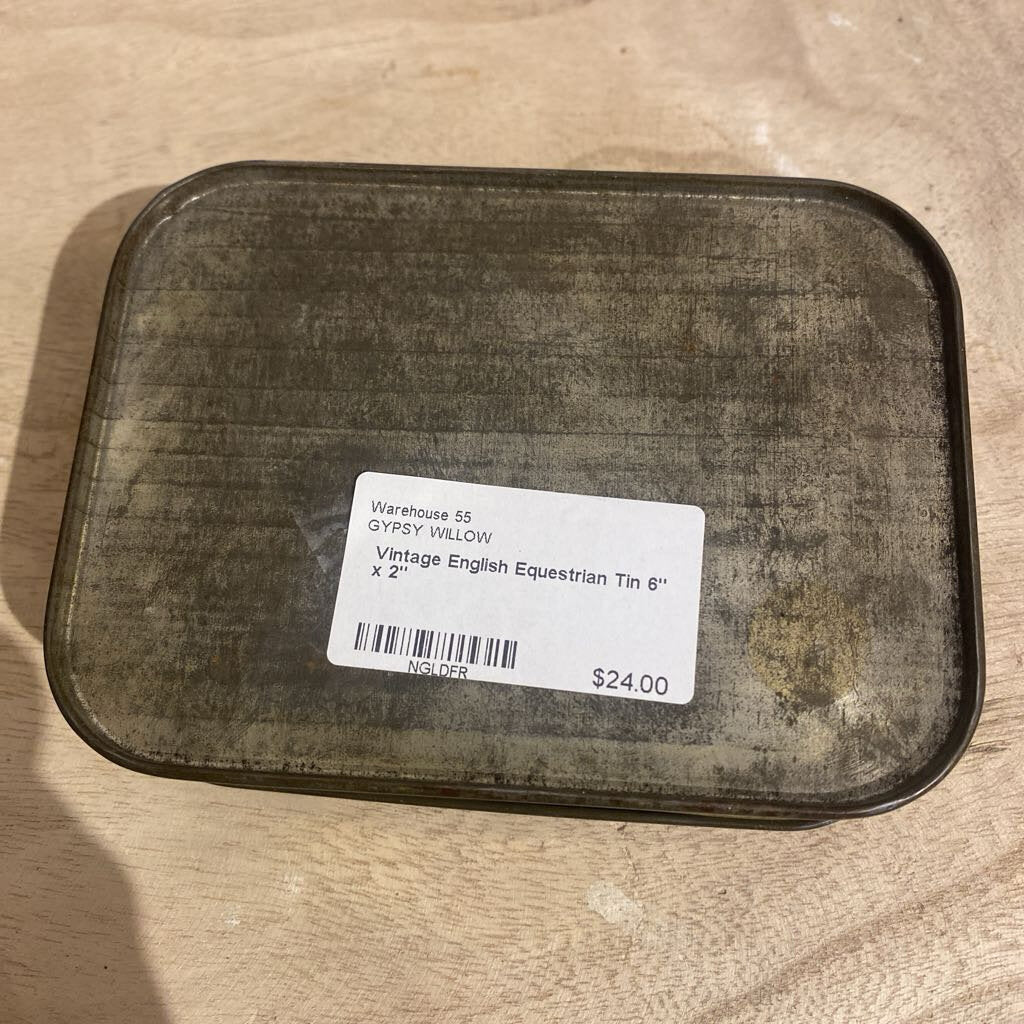 Warehouse 55
GYPSY WILLOW
Vintage English Equestrian Tin 6"
x 2"
NGLDFR
$24.00